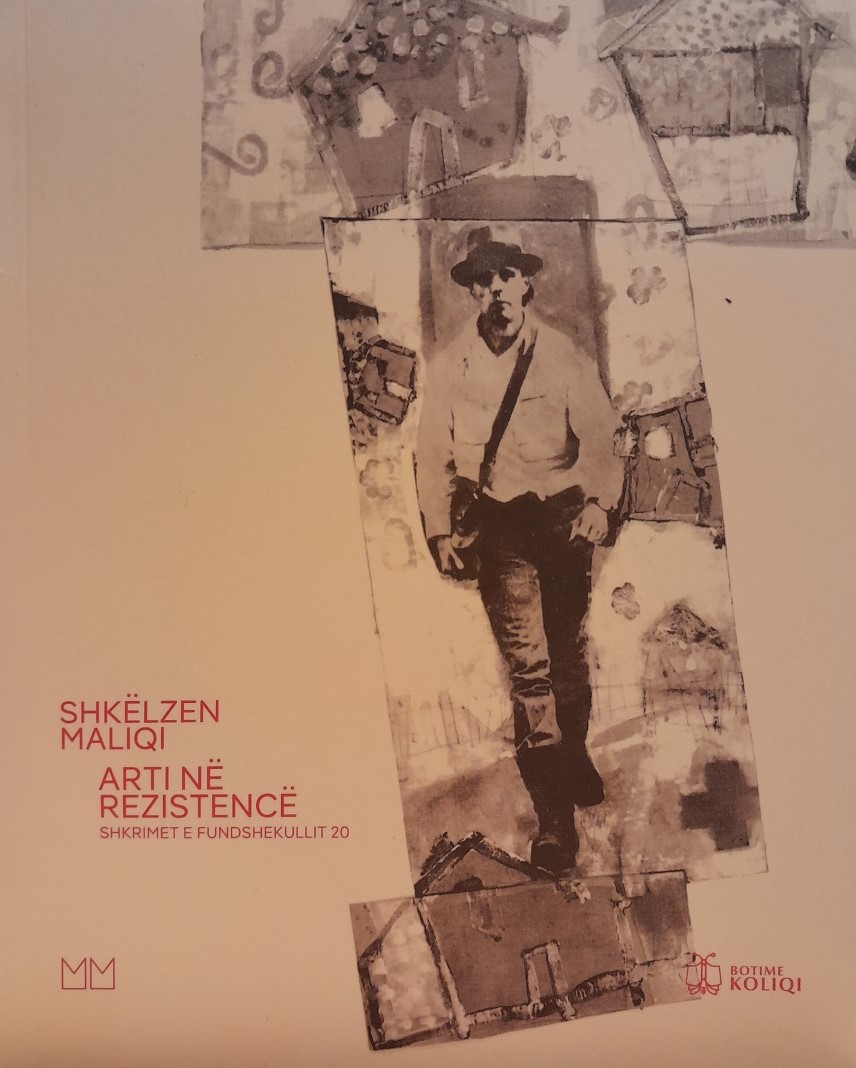 SHKËLZEN
MALIQI
ARTI NË
REZISTENCË
SHKRIMET E FUNDSHEKULLIT 20
MM
BOTIME
KOLIQI